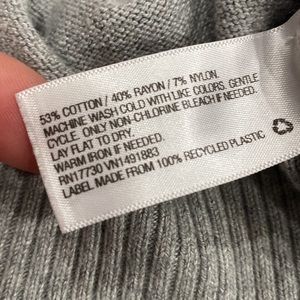 53% COTTON / 40% RAYON / 7% NYLON.
MACHINE WASH COLD WITH LIKE COLORS. GENTLE
CYCLE. ONLY NON-CHLORINE BLEACH IF NEEDED.
LAY FLAT TO DRY.
WARM IRON IF NEEDED.
RN17730 VN1491883
LABEL MADE FROM 100% RECYCLED PLASTIC